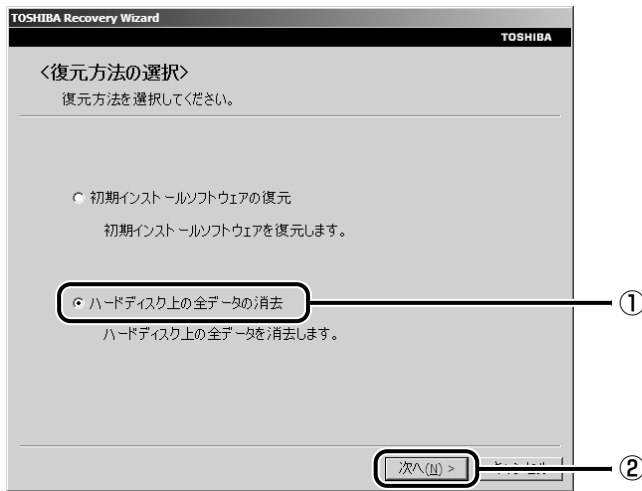 TOSHIBA Recovery Wizard
TOSHIBA
<復元方法の選択>
復元方法を選択してください。
初期インストールソフトウェアの復元
初期インストールソフトウェアを復元します。
ハードディスク上の全データの消去
①
ハードディスク上の全データを消去します。
次へ(N) >
②